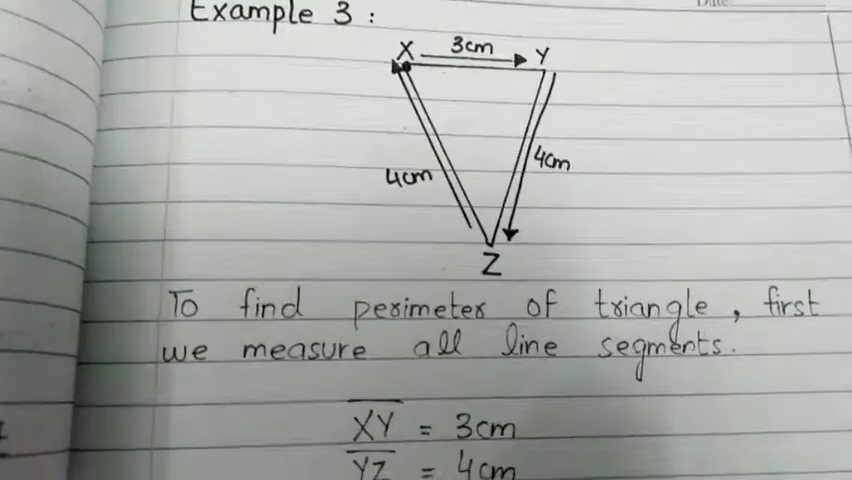 Date
Example 3 :
X 3cm Y
4cm
4cm
Z
To find perimeter of triangle, first
we measure all line segments.
XY = 3cm
YZ = 4cm